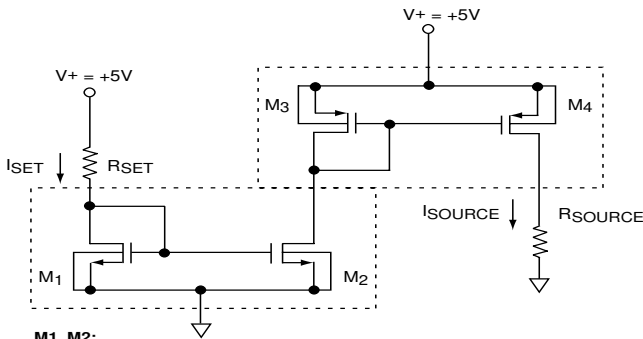 V+ = +5V
V+ = +5V
M3
M4
ISET
RSET
ISOURCE
RSOURCE
M1
M2
M1, M2: